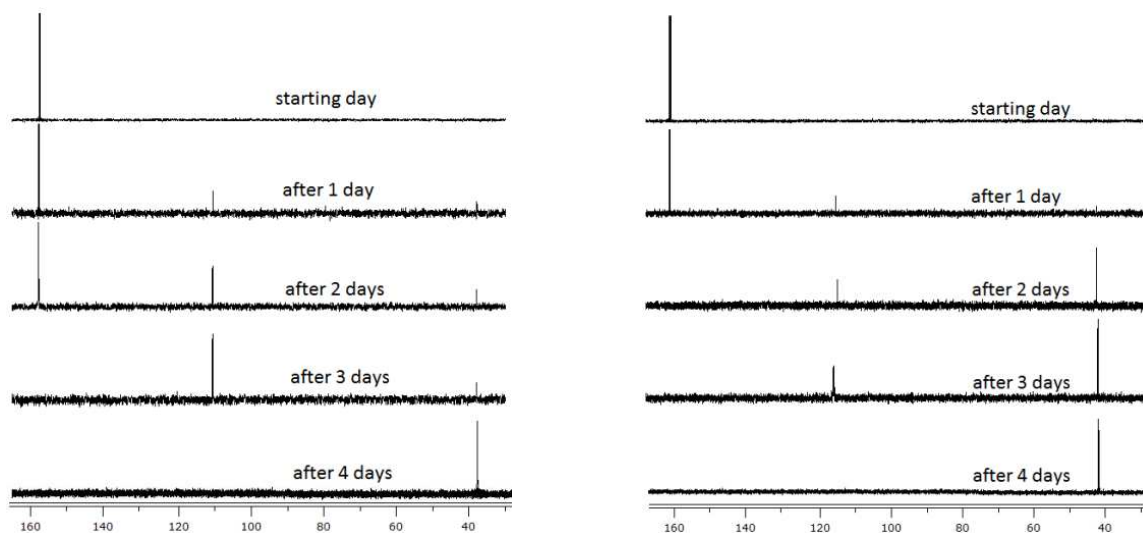 starting day
after 1 day
after 2 days
after 3 days
after 4 days
160 140 120 100 80 60 40
starting day
after 1 day
after 2 days
after 3 days
after 4 days
160 140 120 100 80 60 40